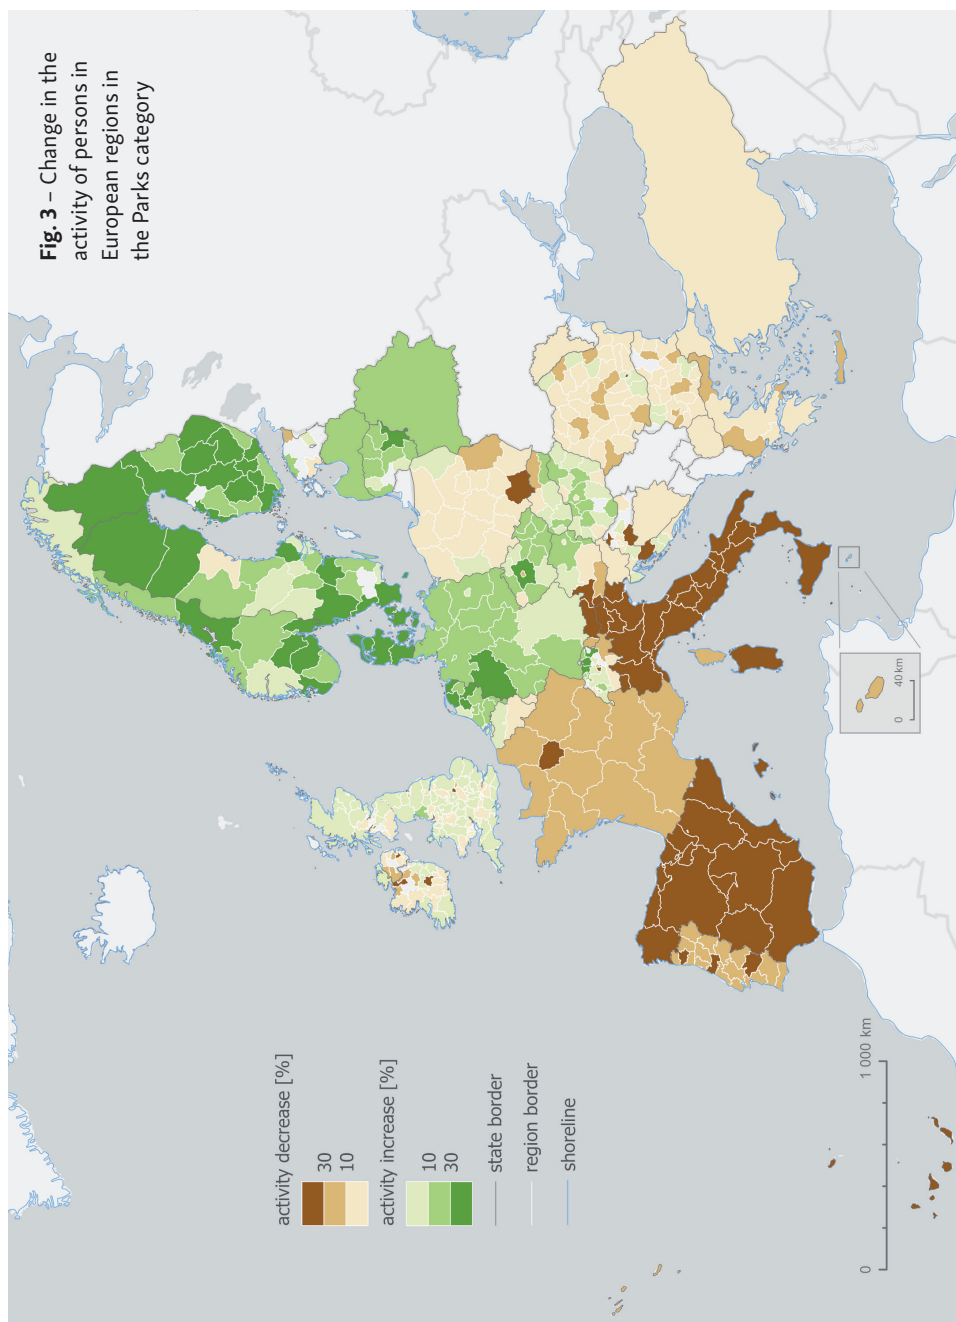 Fig. 3 – Change in the
activity of persons in
European regions in
the Parks category
activity decrease [%]
30
10
activity increase [%]
10
30
state border
region border
shoreline
0
1 000 km
0
40 km